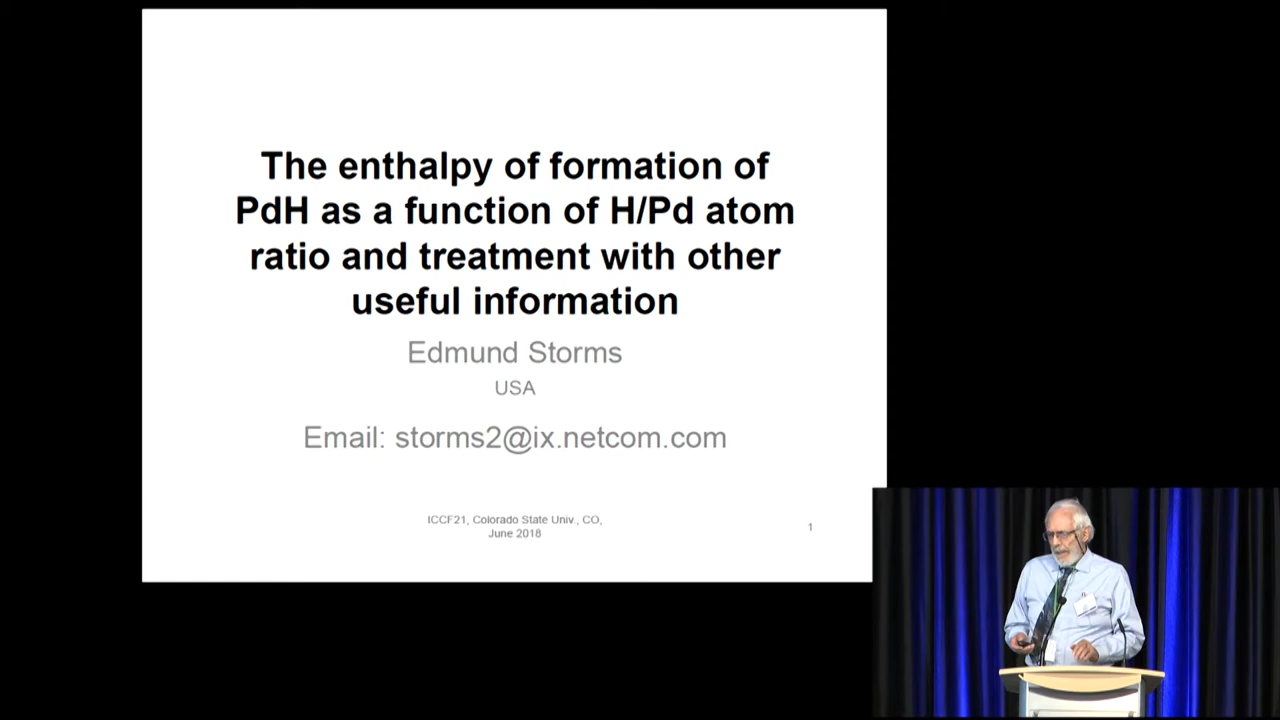 The enthalpy of formation of
PdH as a function of H/Pd atom
ratio and treatment with other
useful information
Edmund Storms
USA
Email: storms2@ix.netcom.com
ICCF21, Colorado State Univ., CO,
June 2018
1